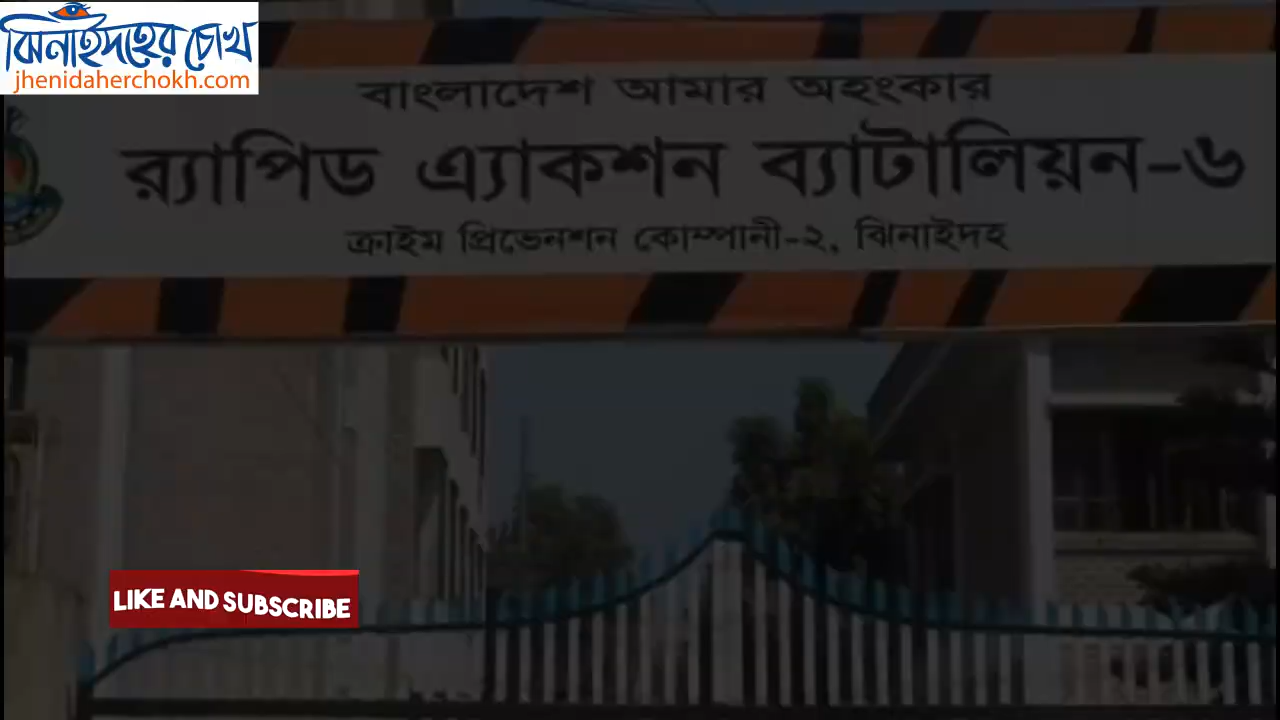 ঝিনাইদহের চোখ
jhenidaherchokh.com
বাংলাদেশ আমার অহংকার
র‍্যাপিড এ্যাকশন ব্যাটালিয়ন-৬
ক্রাইম প্রিভেনশন কোম্পানী-২, ঝিনাইদহ
LIKE AND SUBSCRIBE